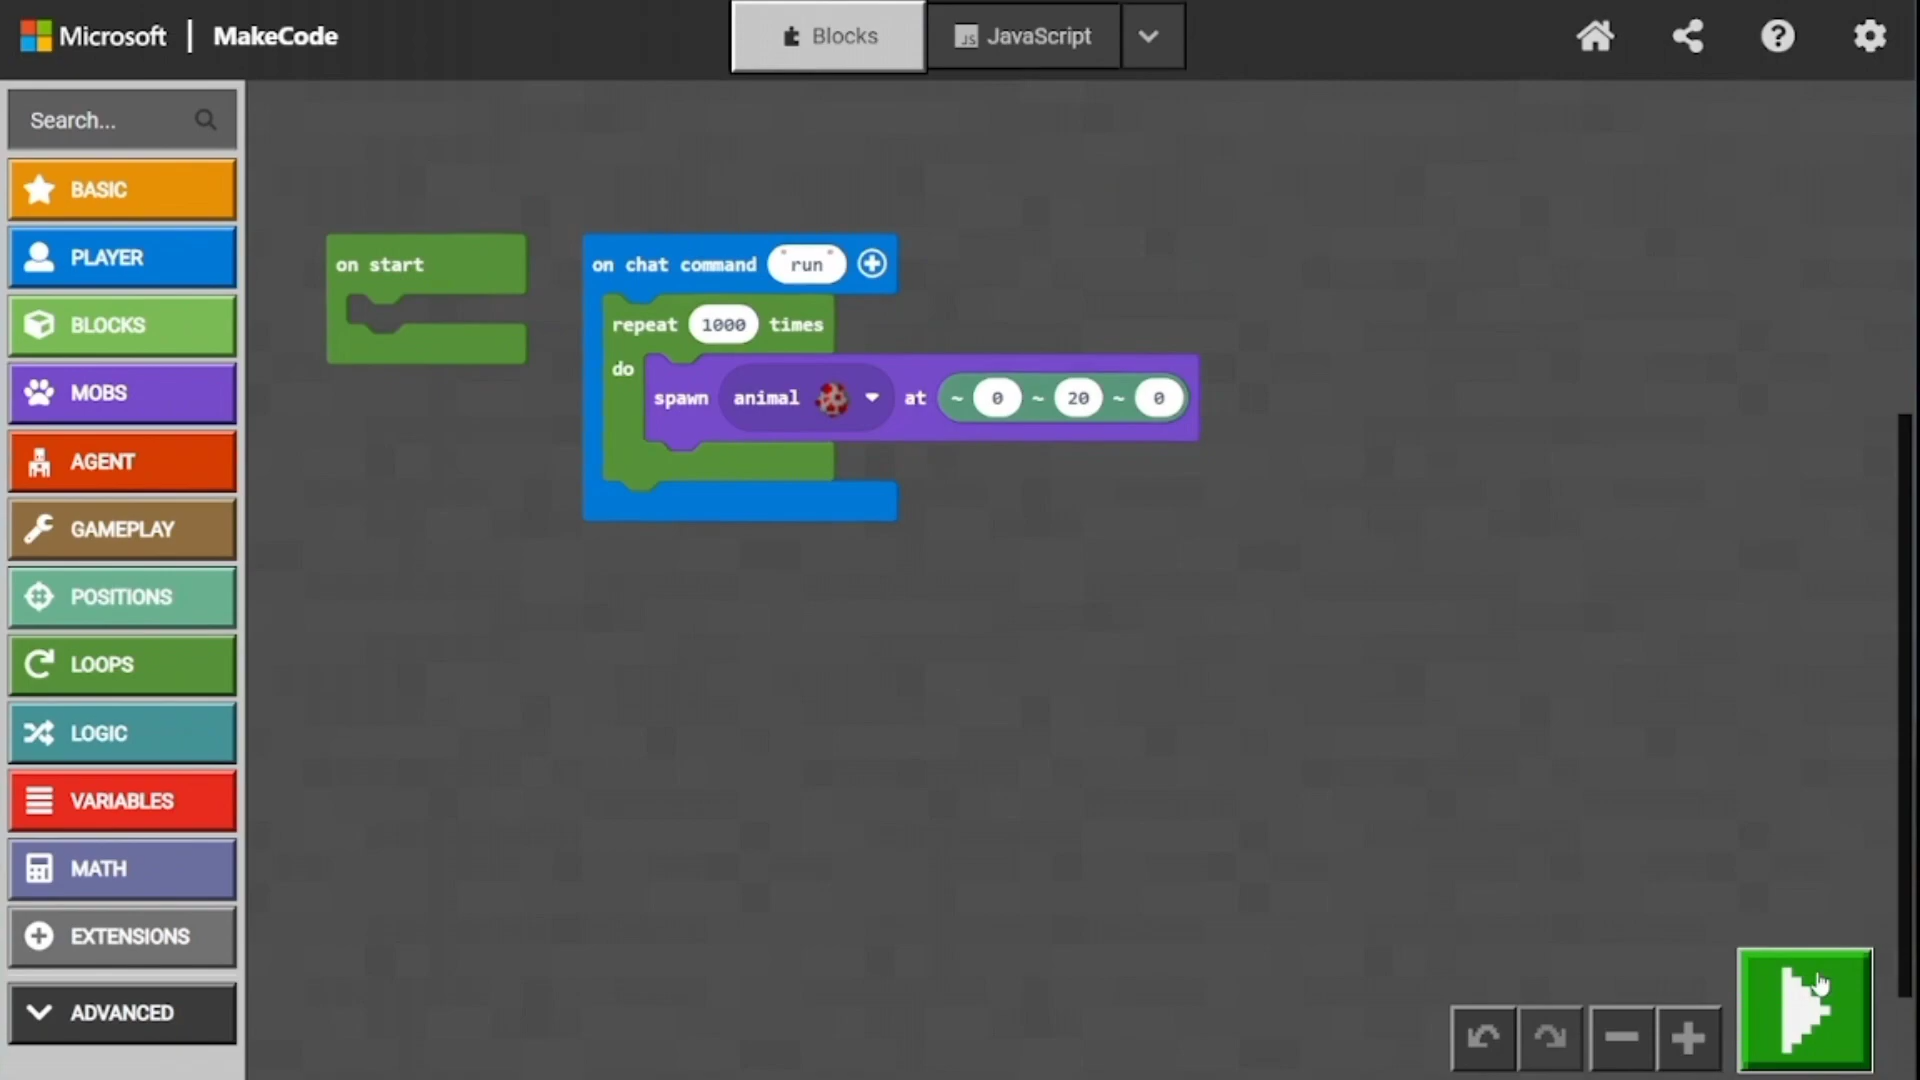 Microsoft | MakeCode
Blocks
JS JavaScript
Search...
BASIC
PLAYER
BLOCKS
MOBS
AGENT
GAMEPLAY
POSITIONS
LOOPS
LOGIC
VARIABLES
MATH
EXTENSIONS
ADVANCED
on start
on chat command "run"
repeat 1000 times
do
spawn animal at ~ 0 ~ 20 ~ 0